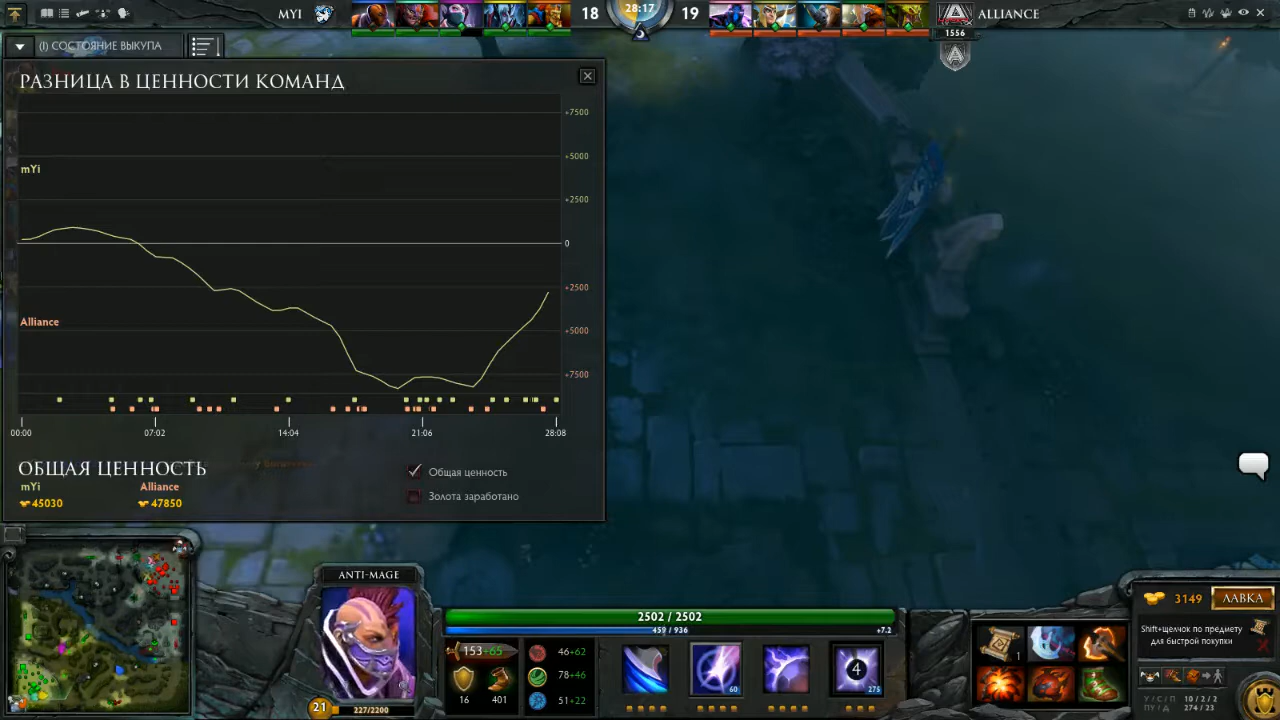 MYI
18
28:17
19
ALLIANCE
1556
(I) СОСТОЯНИЕ ВЫКУПА
РАЗНИЦА В ЦЕННОСТИ КОМАНД
+7500
+5000
mYi
+2500
0
+2500
Alliance
+5000
+7500
00:00 07:02 14:04 21:06 28:08
ОБЩАЯ ЦЕННОСТЬ
mYi Alliance
45030 47850
Общая ценность
Золота заработано
ANTI-MAGE
21
227/2200
2502 / 2502
459 / 936
+7.2
153+65
16
401
46+62
78+46
51+22
60
4
275
1
3149
ЛАВКА
Shift+щелчок по предмету
для быстрой покупки
У / С / П 10 / 2 / 2
ПУ / Д 274 / 23